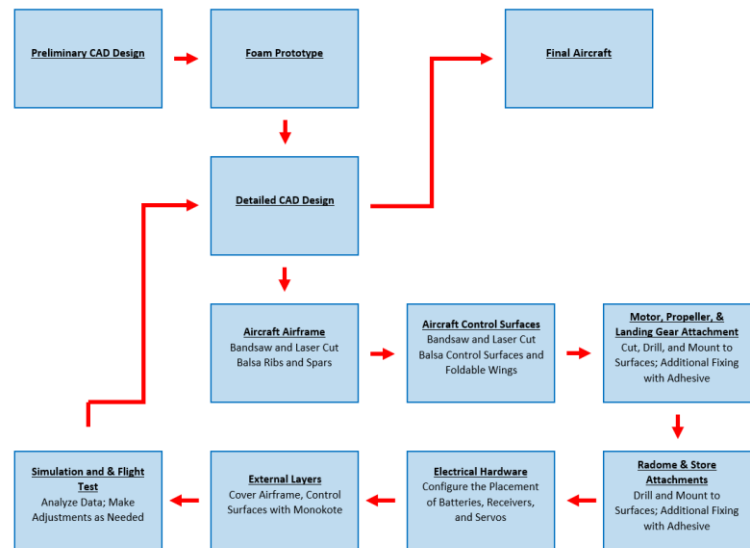 Preliminary CAD Design
Foam Prototype
Final Aircraft
Detailed CAD Design
Aircraft Airframe
Bandsaw and Laser Cut
Balsa Ribs and Spars
Aircraft Control Surfaces
Bandsaw and Laser Cut
Balsa Control Surfaces and
Foldable Wings
Motor, Propeller, &
Landing Gear Attachment
Cut, Drill, and Mount to
Surfaces; Additional Fixing
with Adhesive
Simulation and & Flight
Test
Analyze Data; Make
Adjustments as Needed
External Layers
Cover Airframe, Control
Surfaces with Monokote
Electrical Hardware
Configure the Placement
of Batteries, Receivers,
and Servos
Radome & Store
Attachments
Drill and Mount to
Surfaces; Additional Fixing
with Adhesive